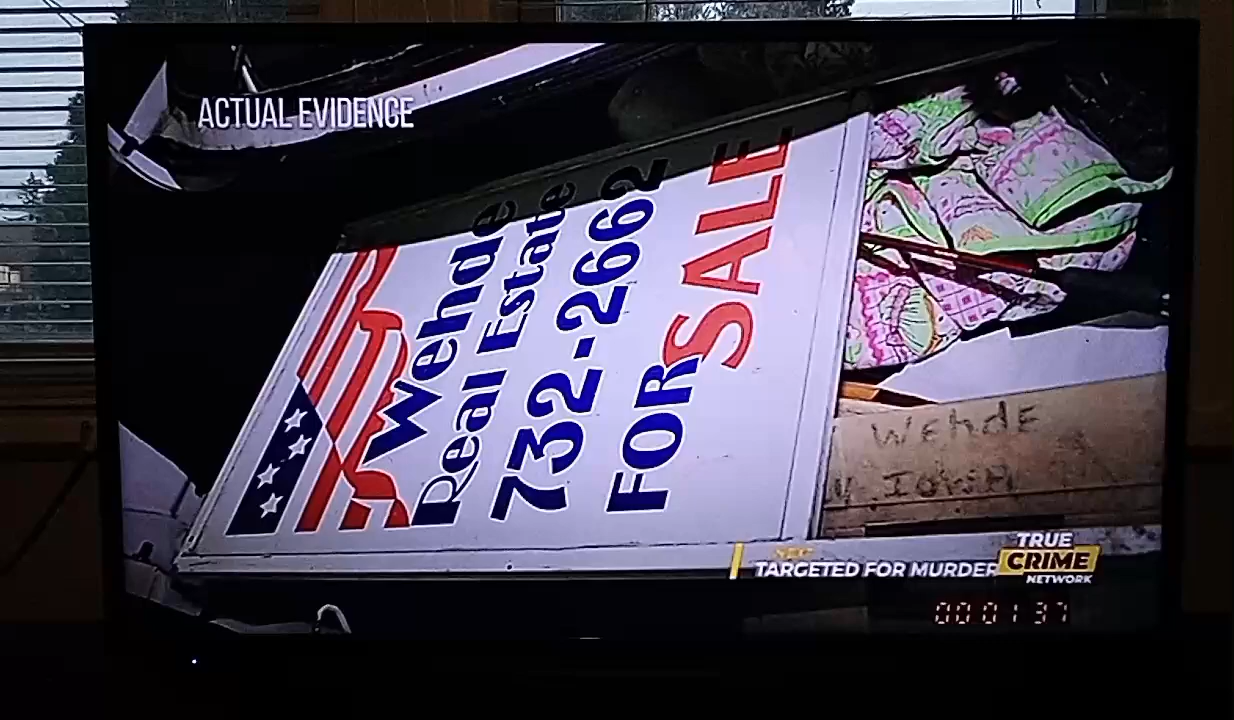 ACTUAL EVIDENCE
Wehde
Real Estate
732-2662
FOR SALE
WEhdE
IowA
TARGETED FOR MURDER
TRUE
CRIME
NETWORK
00 01 37